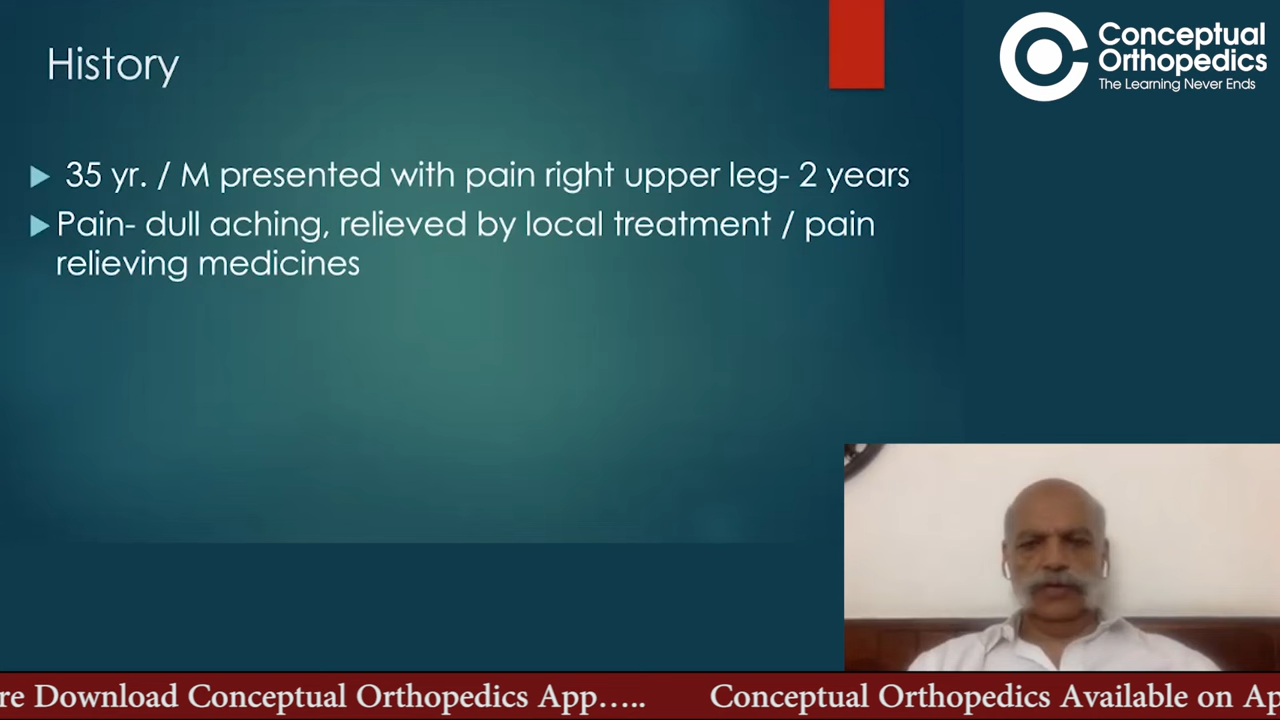 History
Conceptual
Orthopedics
The Learning Never Ends
35 yr. / M presented with pain right upper leg- 2 years
Pain- dull aching, relieved by local treatment / pain
relieving medicines
re Download Conceptual Orthopedics App..... Conceptual Orthopedics Available on Ap